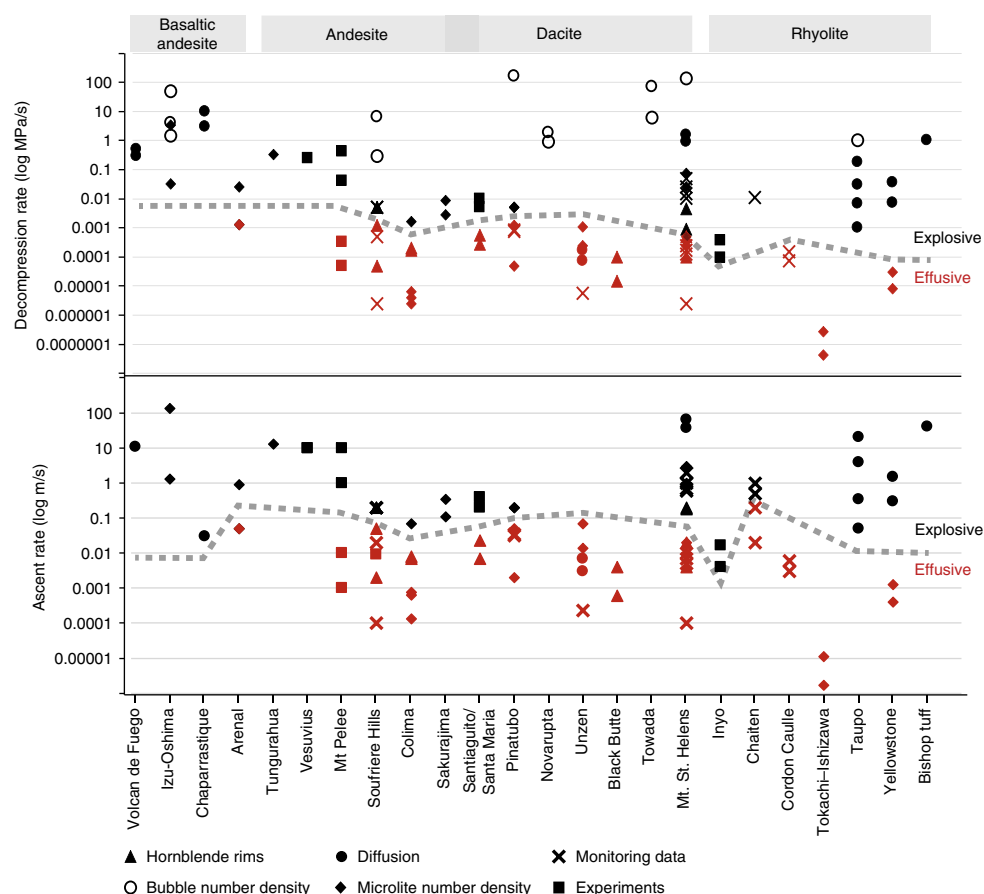 Basaltic
andesite
Andesite
Dacite
Rhyolite
Decompression rate (log MPa/s)
100
10
1
0.1
0.01
0.001
0.0001
0.00001
0.000001
0.0000001
Explosive
Effusive
Ascent rate (log m/s)
100
10
1
0.1
0.01
0.001
0.0001
0.00001
Explosive
Effusive
Volcan de Fuego
Izu-Oshima
Chaparrastique
Arenal
Tungurahua
Vesuvius
Mt Pelee
Soufriere Hills
Colima
Sakurajima
Santiaguito/
Santa Maria
Pinatubo
Novarupta
Unzen
Black Butte
Towada
Mt. St. Helens
Inyo
Chaiten
Cordon Caulle
Tokachi–Ishizawa
Taupo
Yellowstone
Bishop tuff
Hornblende rims
Diffusion
Monitoring data
Bubble number density
Microlite number density
Experiments